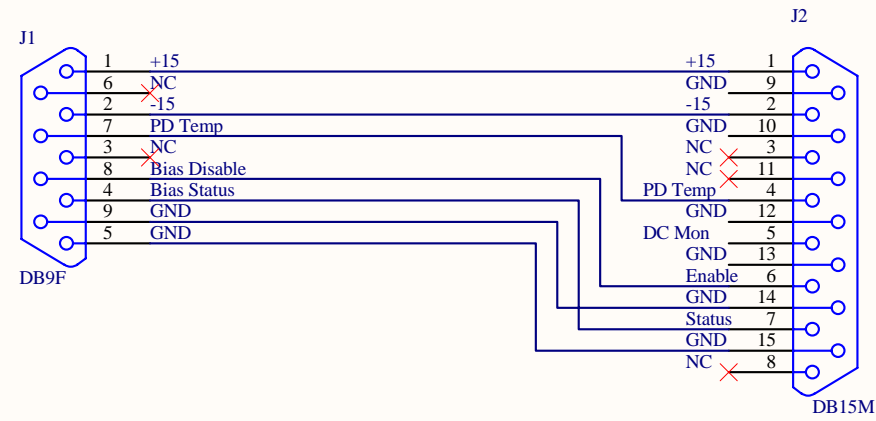 J2
J1
1 +15 +15 1
6 NC GND 9
2 -15 -15 2
7 PD Temp GND 10
3 NC NC 3
8 Bias Disable NC 11
4 Bias Status PD Temp 4
9 GND GND 12
5 GND DC Mon 5
GND 13
DB9F Enable 6
GND 14
Status 7
GND 15
NC 8
DB15M